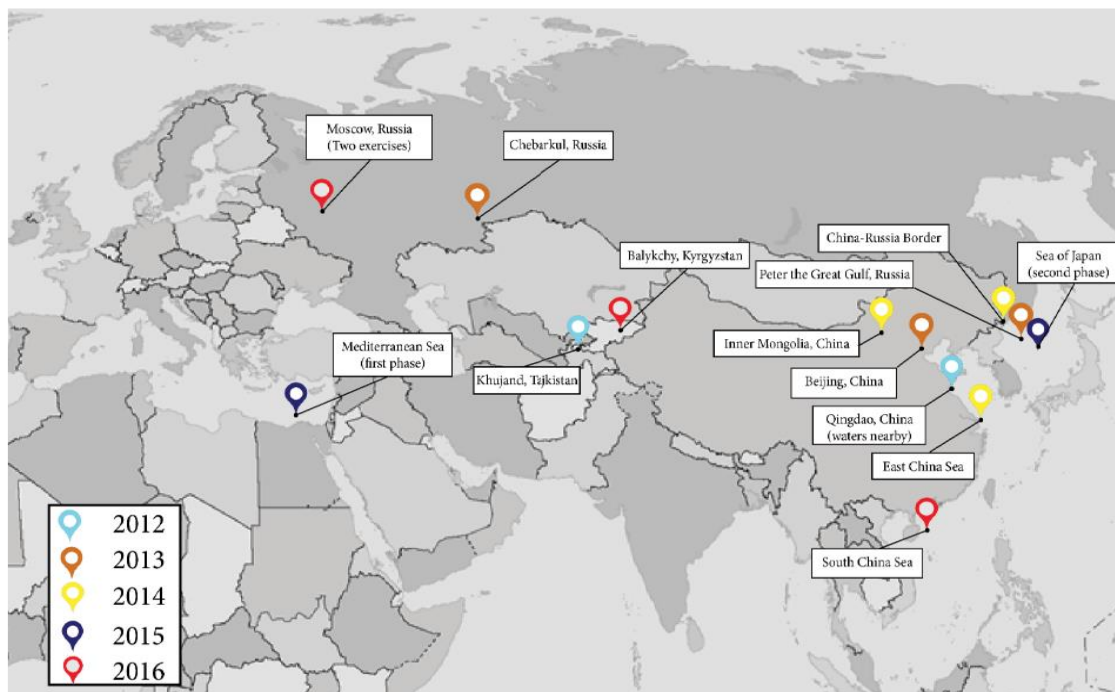 Moscow, Russia
(Two exercises)
Chebarkul, Russia
China-Russia Border
Balykchy, Kyrgyzstan
Sea of Japan
(second phase)
Peter the Great Gulf, Russia
Mediterranean Sea
(first phase)
Inner Mongolia, China
Khujand, Tajkistan
Beijing, China
Qingdao, China
(waters nearby)
East China Sea
South China Sea
2012
2013
2014
2015
2016